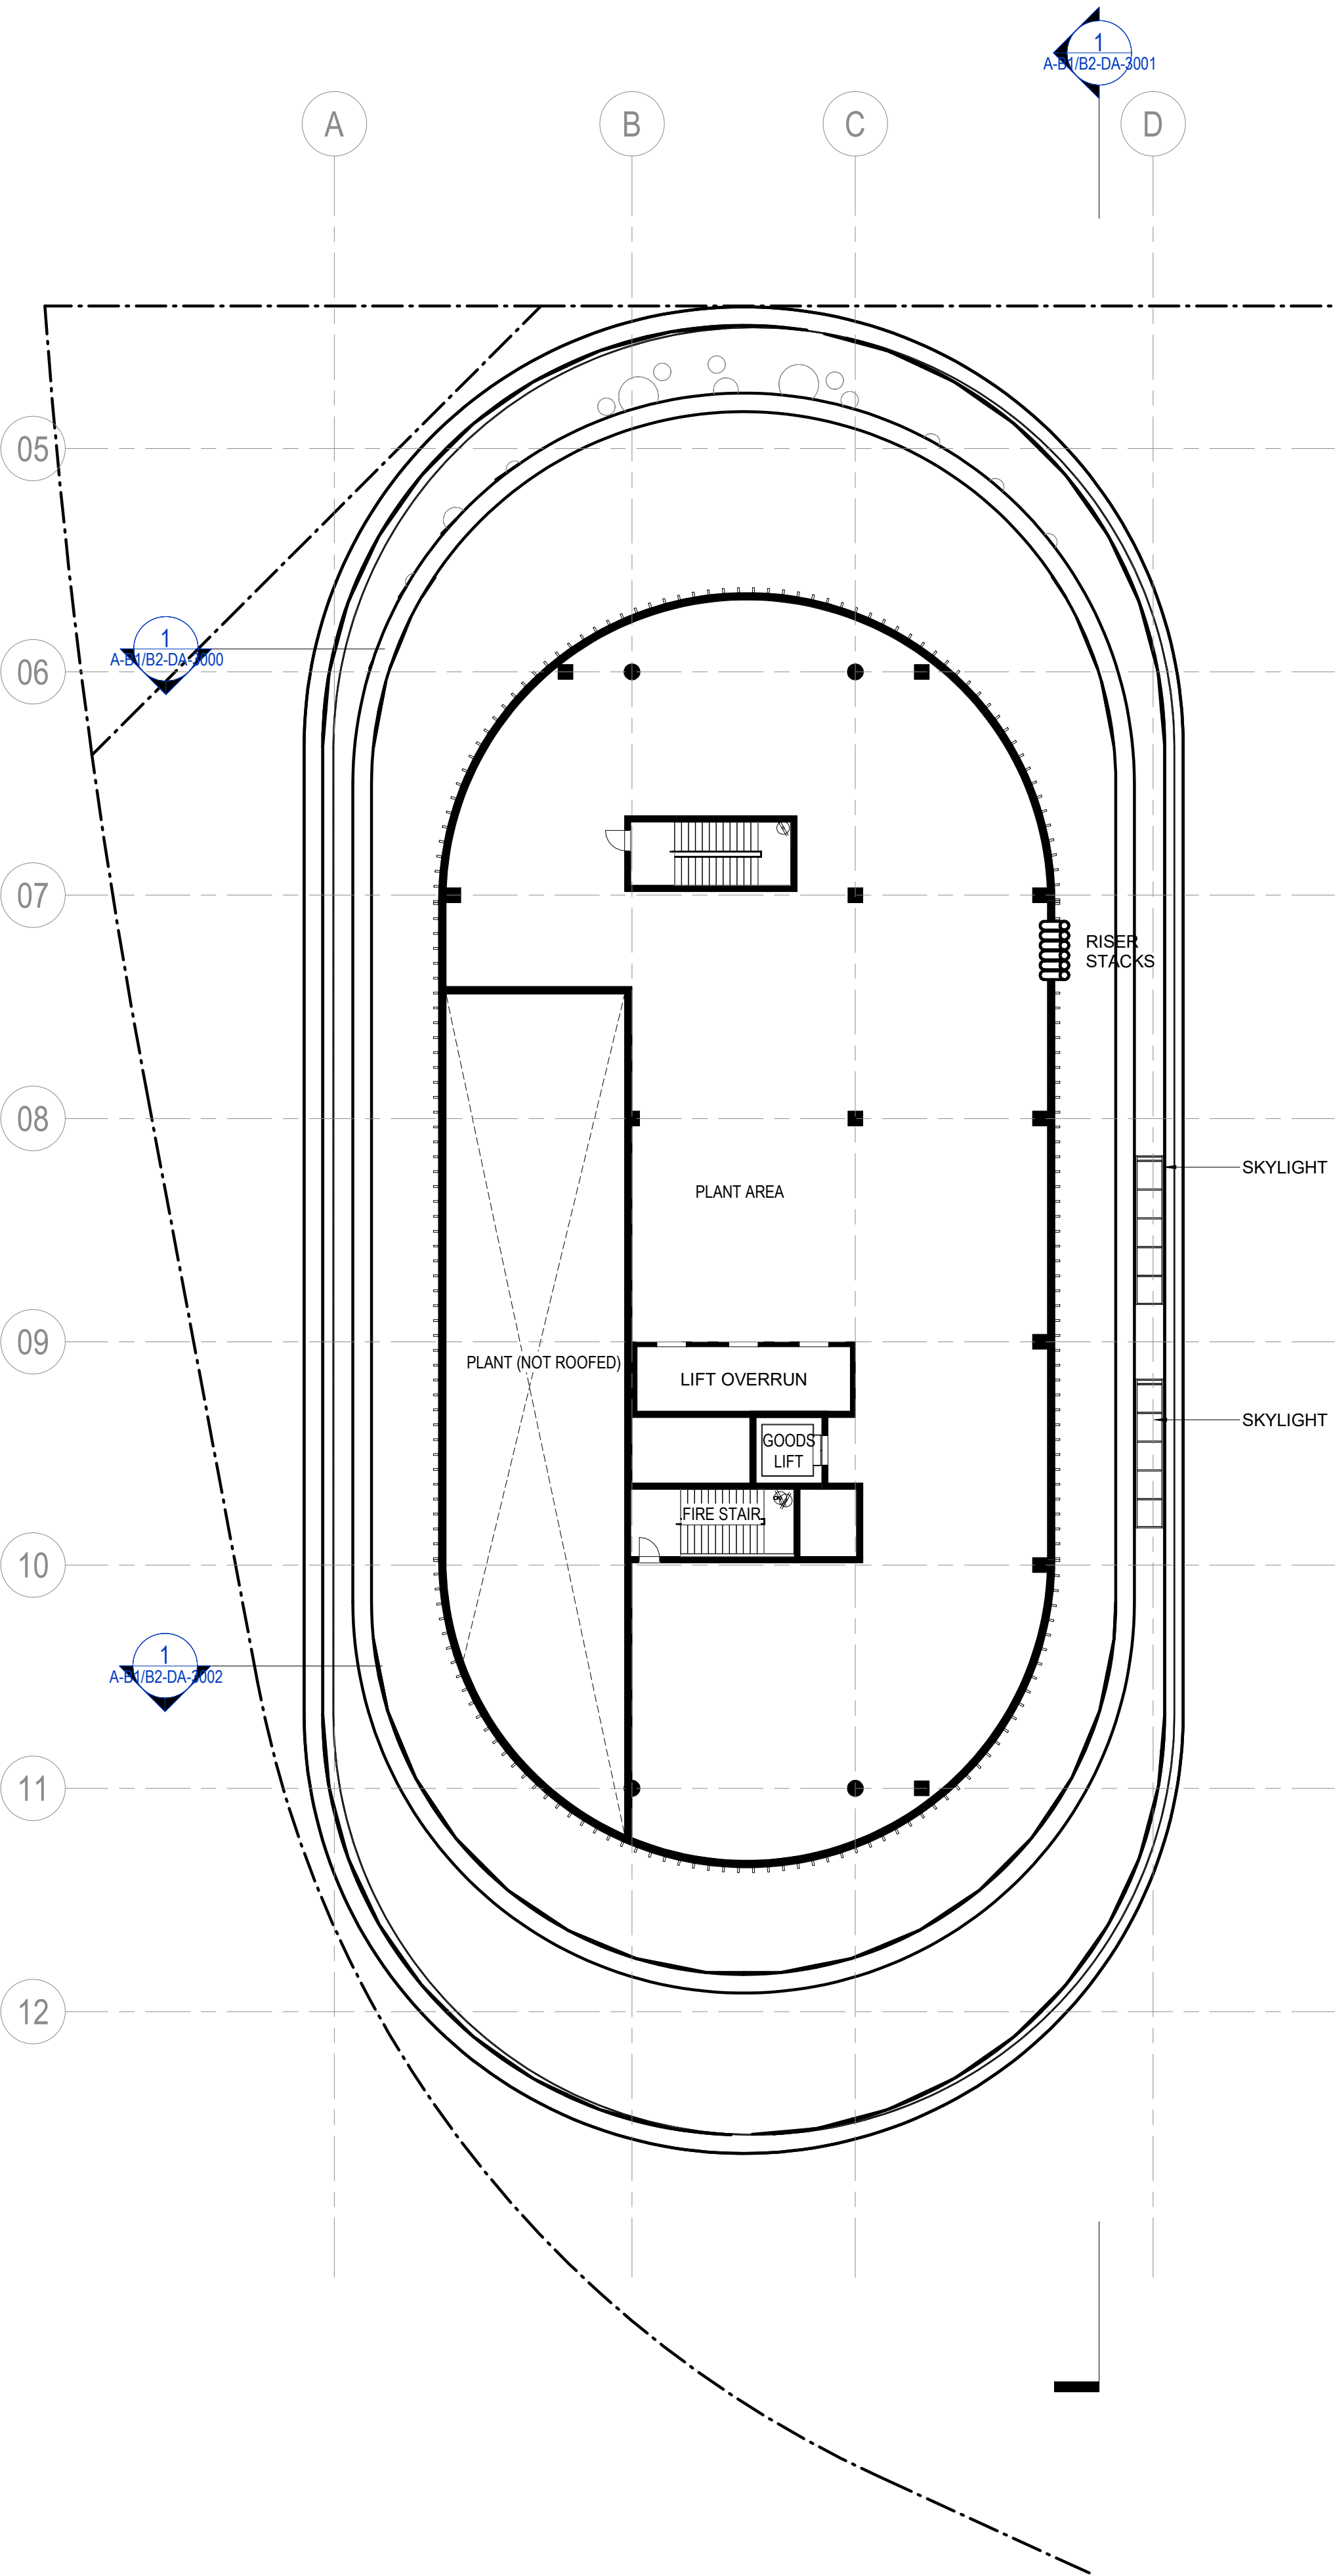 1
A-B1/B2-DA-3001
A
B
C
D
05
1
A-B1/B2-DA-3000
06
07
RISER
STACKS
08
SKYLIGHT
PLANT AREA
09
PLANT (NOT ROOFED)
LIFT OVERRUN
SKYLIGHT
GOODS
LIFT
FIRE STAIR
10
1
A-B1/B2-DA-3002
11
12